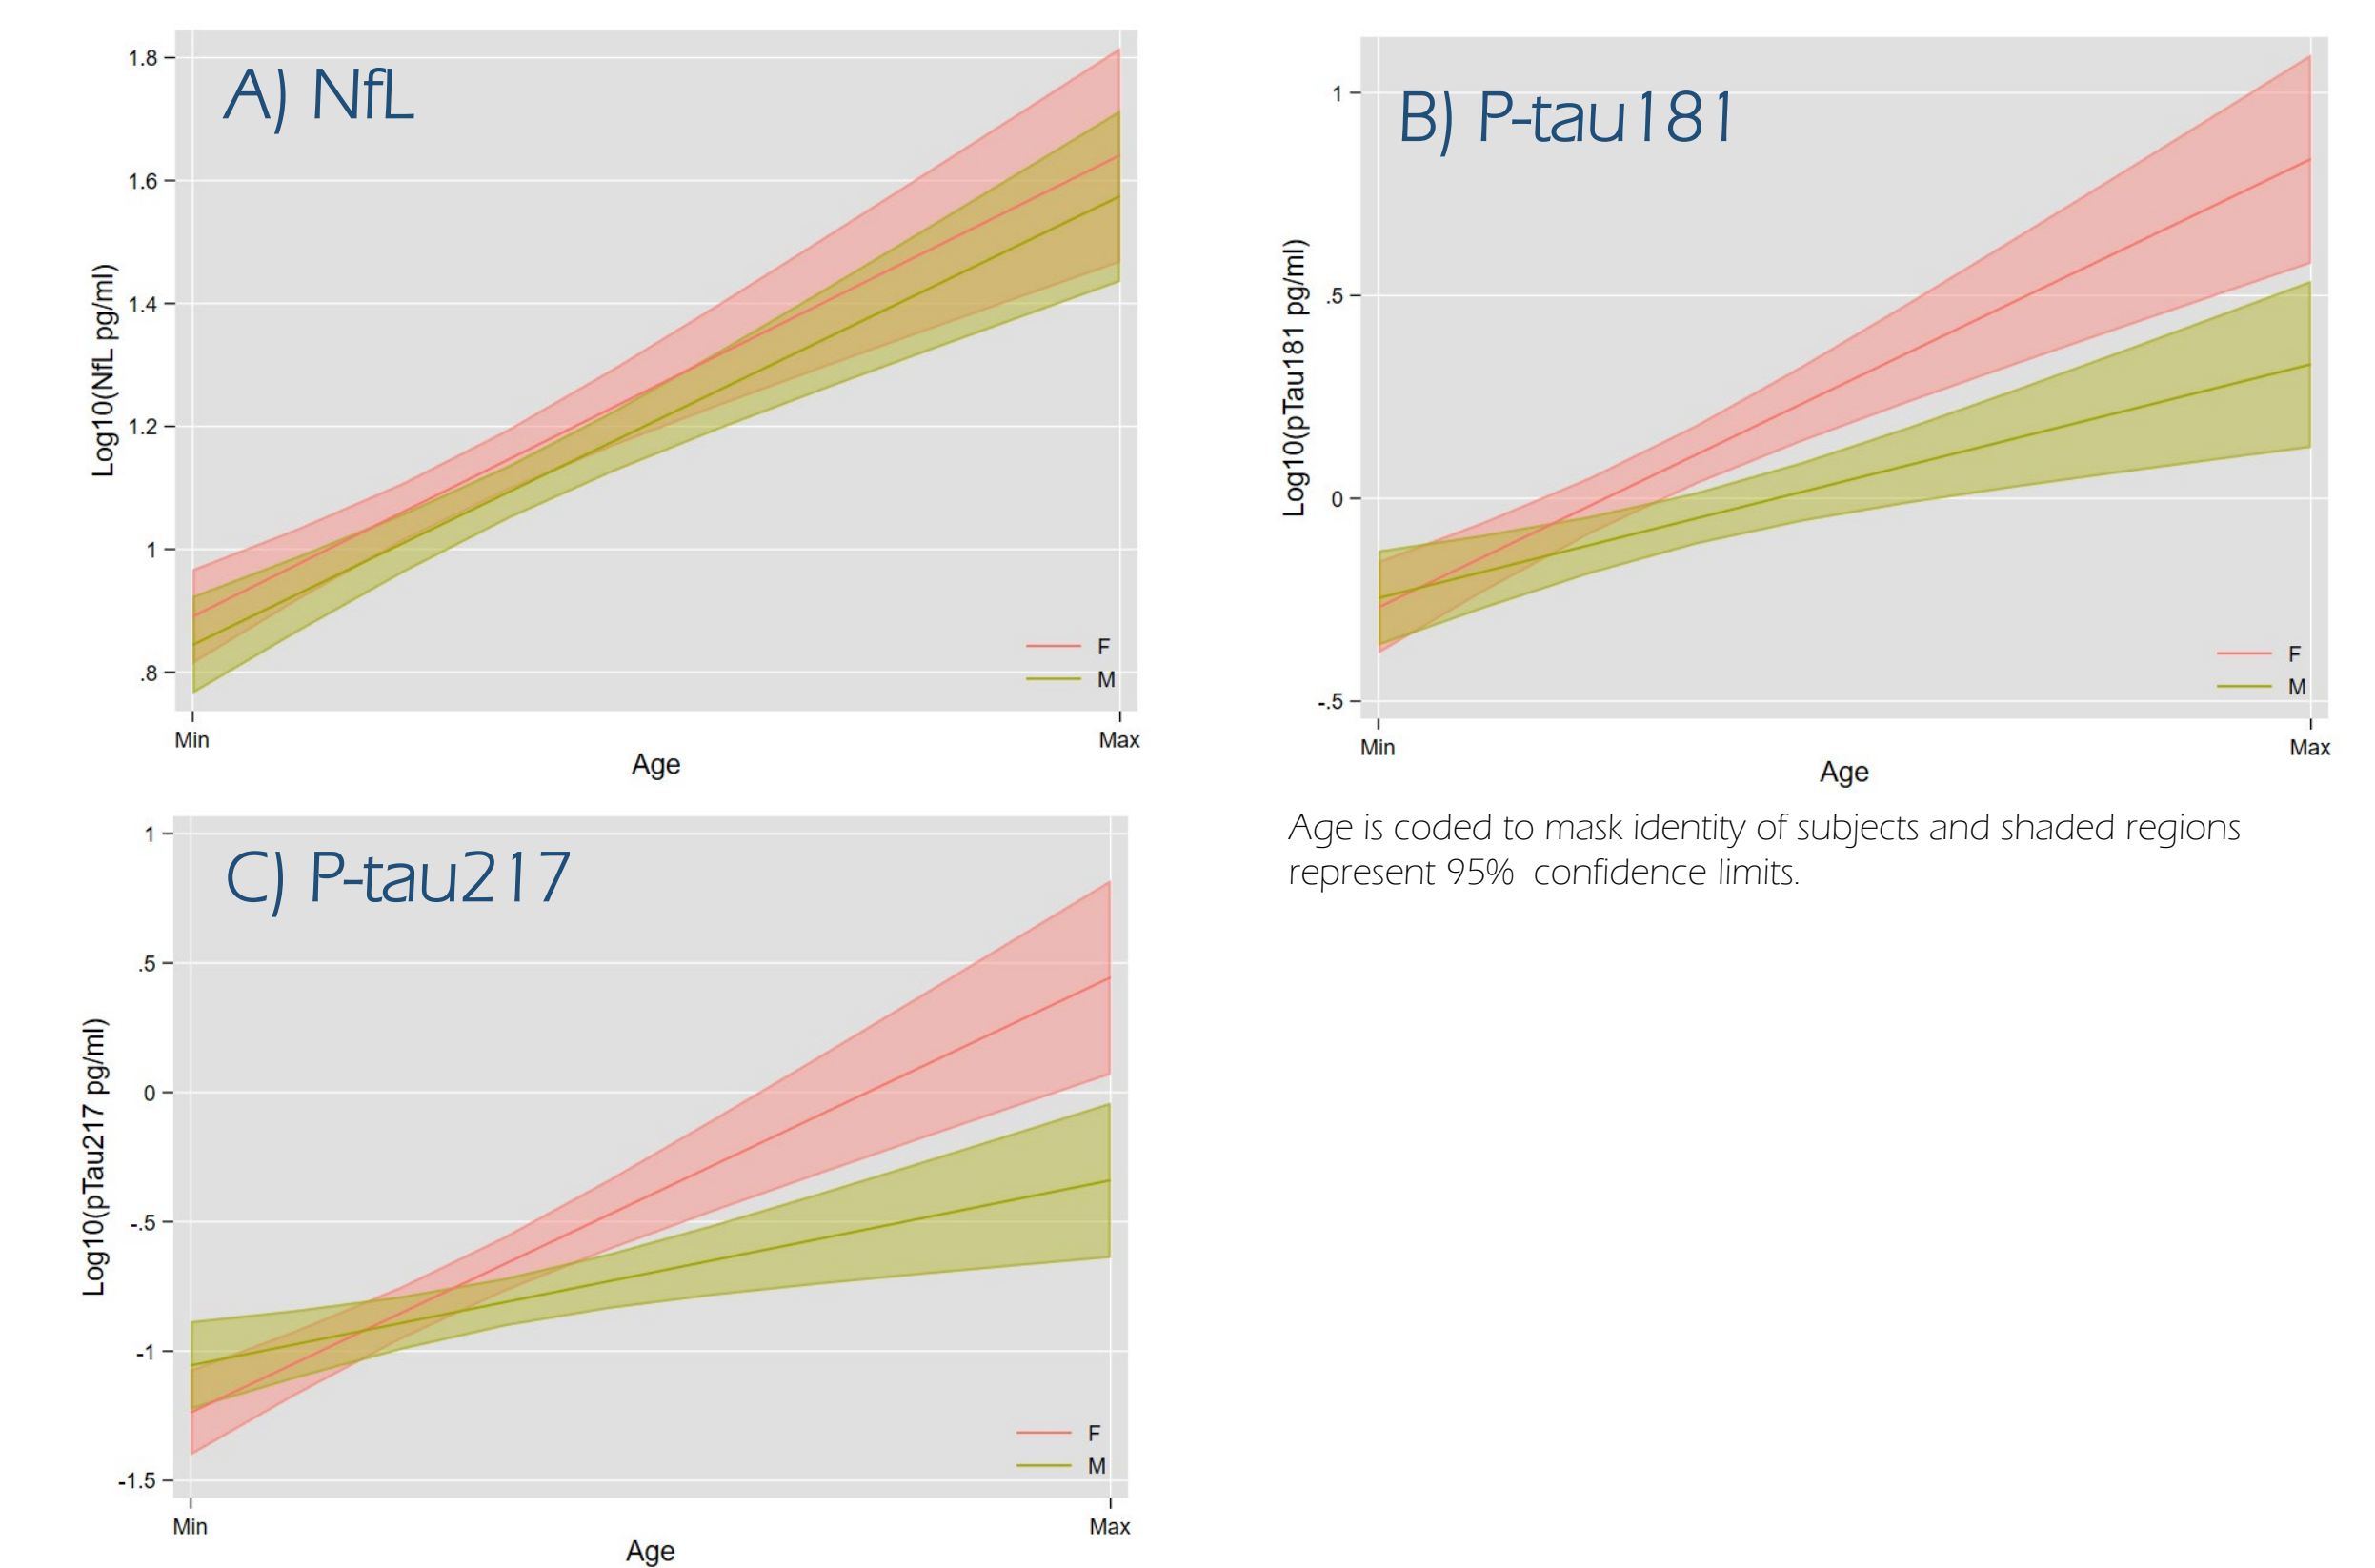 A) NfL
Log10(NfL pg/ml)
1.8
1.6
1.4
1.2
1
.8
F
M
Min
Max
Age
B) P-tau181
Log10(pTau181 pg/ml)
1
.5
0
-.5
F
M
Min
Max
Age
Age is coded to mask identity of subjects and shaded regions
represent 95% confidence limits.
C) P-tau217
Log10(pTau217 pg/ml)
1
.5
0
-.5
-1
-1.5
F
M
Min
Max
Age